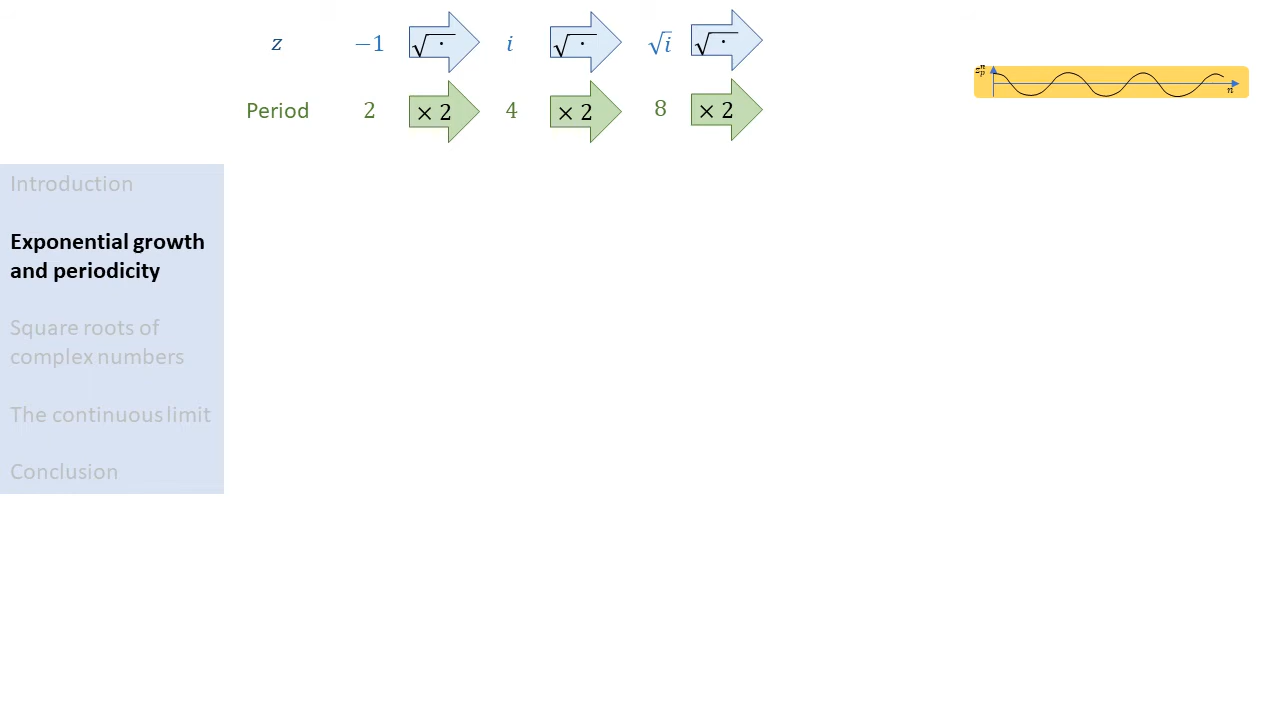 z −1 √· i √· √i √·
z_p^n
n
Period 2 × 2 4 × 2 8 × 2
Introduction
Exponential growth
and periodicity
Square roots of
complex numbers
The continuous limit
Conclusion